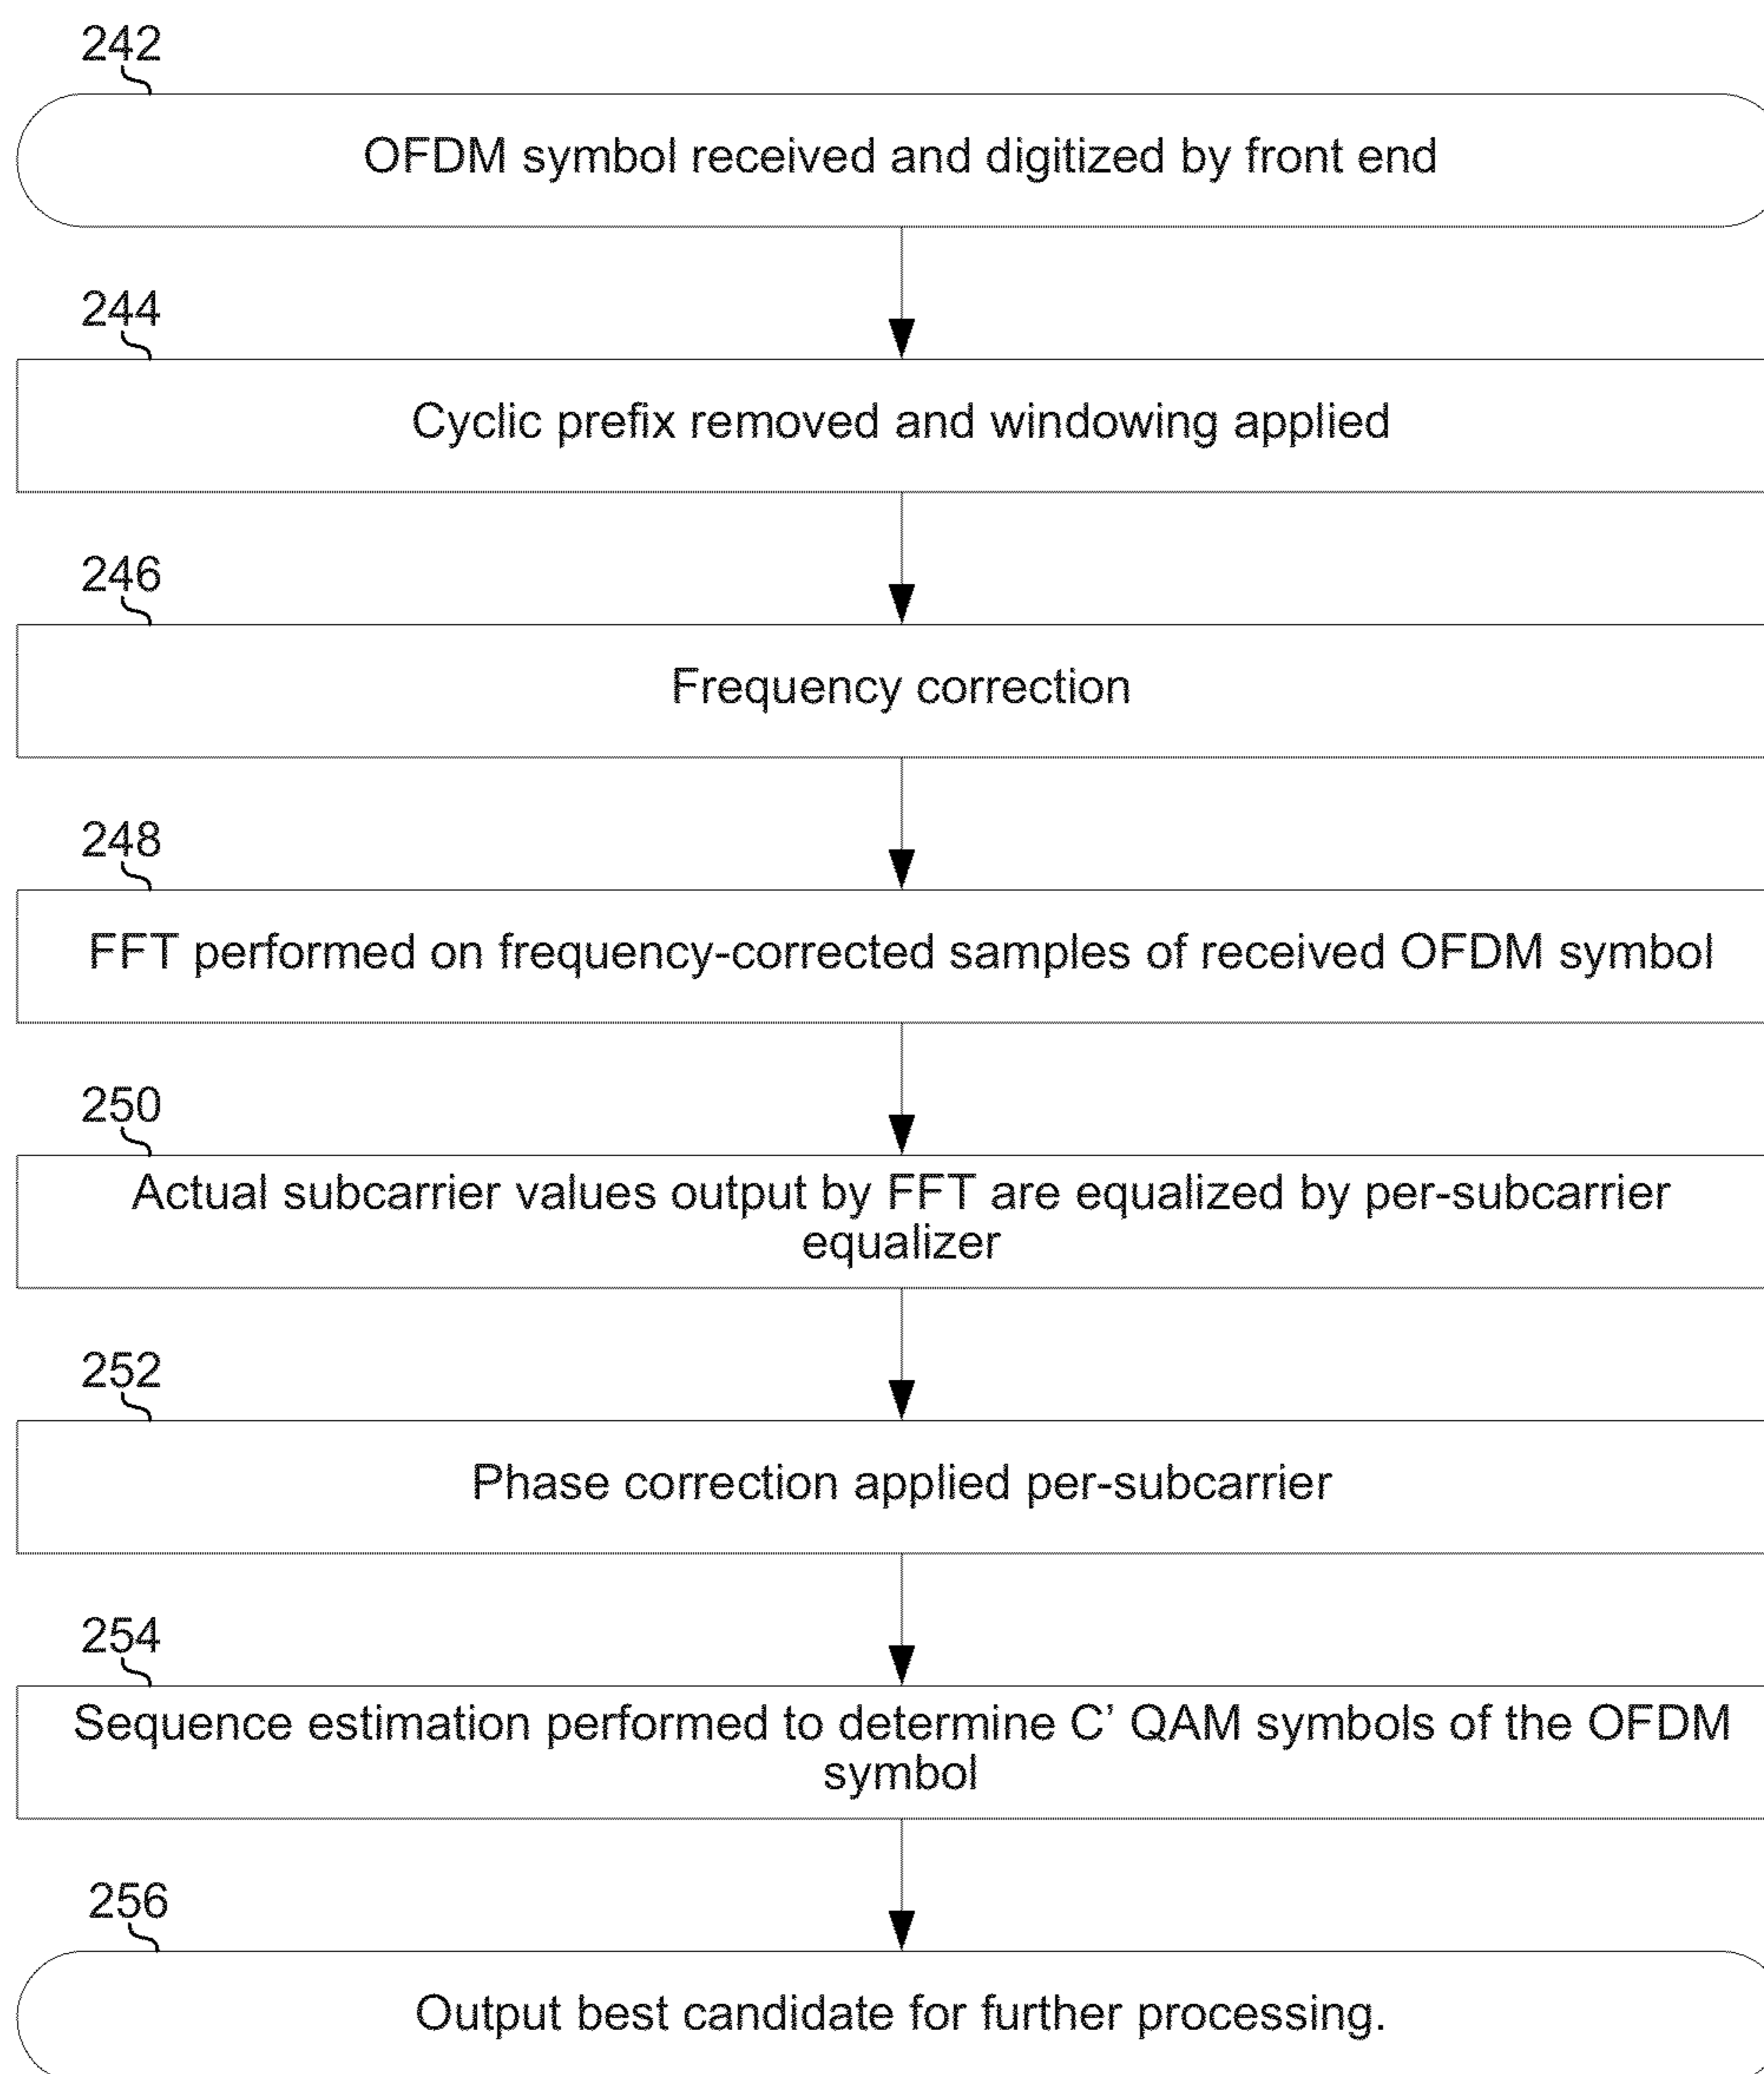 242
OFDM symbol received and digitized by front end
244
Cyclic prefix removed and windowing applied
246
Frequency correction
248
FFT performed on frequency-corrected samples of received OFDM symbol
250
Actual subcarrier values output by FFT are equalized by per-subcarrier
equalizer
252
Phase correction applied per-subcarrier
254
Sequence estimation performed to determine C’ QAM symbols of the OFDM
symbol
256
Output best candidate for further processing.